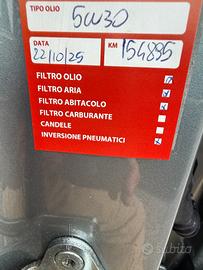 TIPO OLIO
5W30
DATA
22/10/25
KM
154895
FILTRO OLIO
FILTRO ARIA
FILTRO ABITACOLO
FILTRO CARBURANTE
CANDELE
INVERSIONE PNEUMATICI
subito